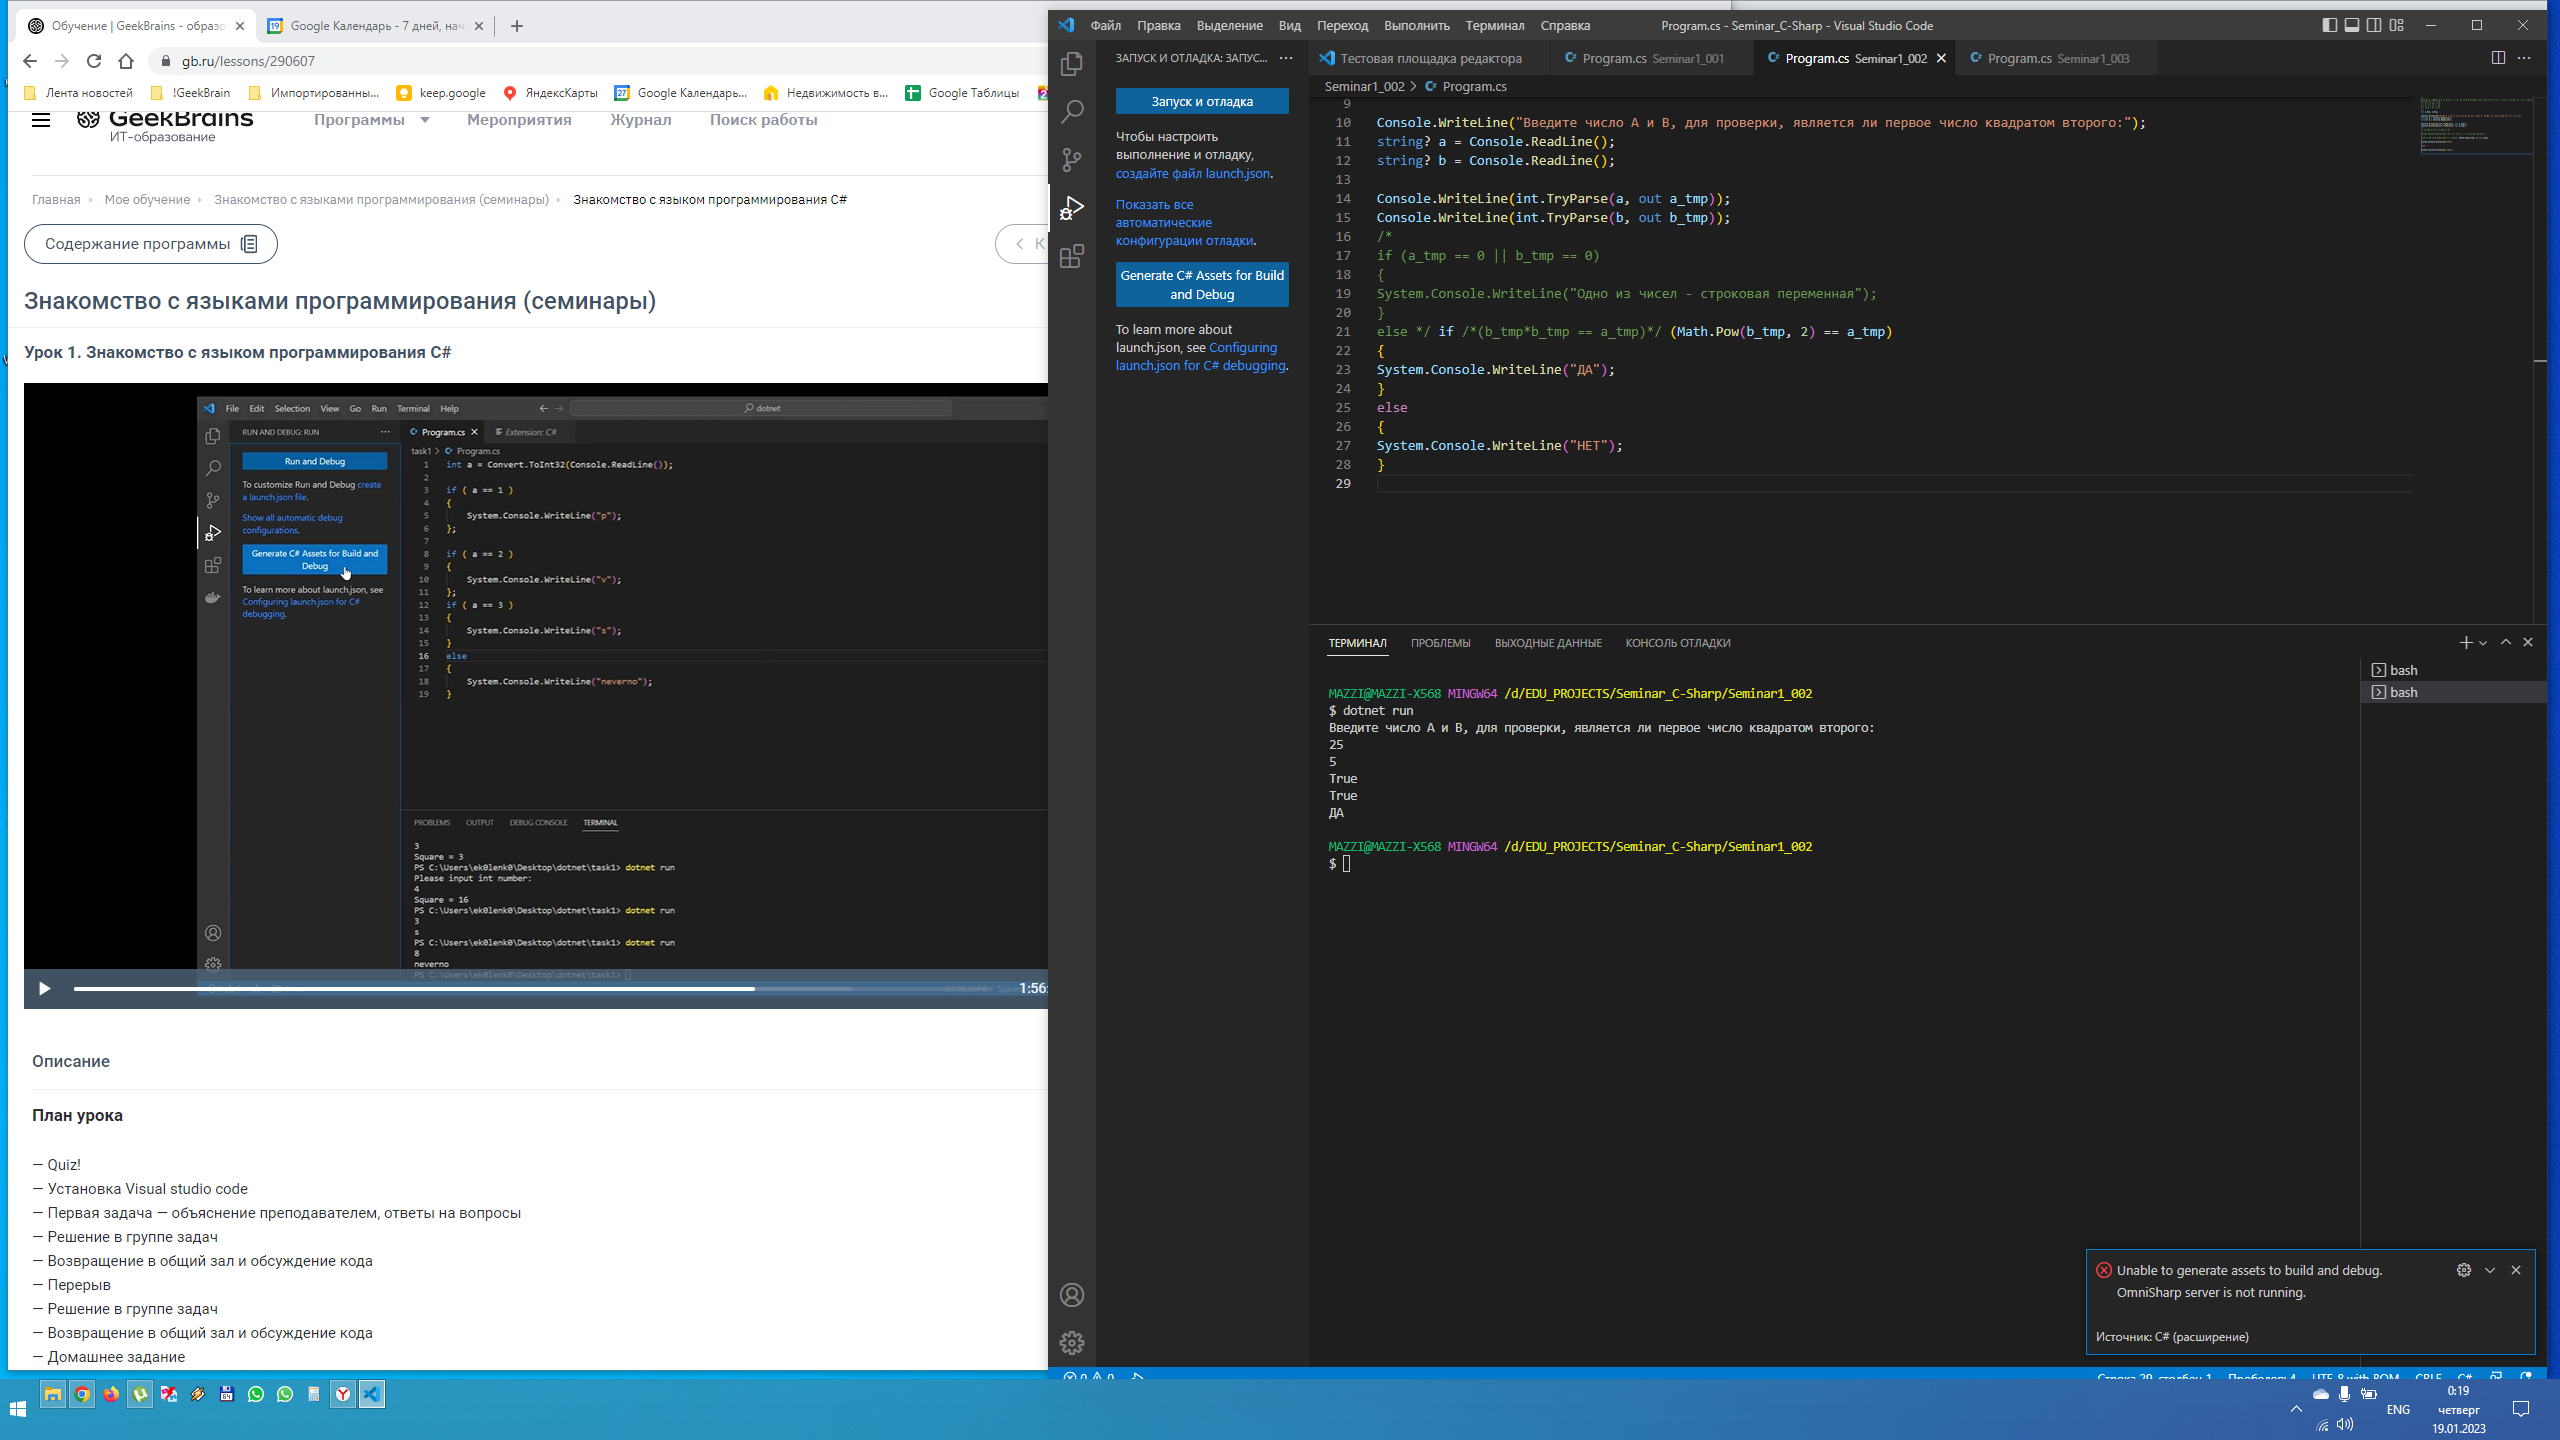 Обучение | GeekBrains - образо
Google Календарь - 7 дней, нач
gb.ru/lessons/290607
Лента новостей
!GeekBrain
Импортированны...
keep.google
ЯндексКарты
Google Календарь...
Недвижимость в...
Google Таблицы
GeekBrains
ИТ-образование
Программы
Мероприятия
Журнал
Поиск работы
Главная
Мое обучение
Знакомство с языками программирования (семинары)
Знакомство с языком программирования C#
Содержание программы
К
Знакомство с языками программирования (семинары)
Урок 1. Знакомство с языком программирования C#
File Edit Selection View Go Run Terminal Help
dotnet
RUN AND DEBUG: RUN
Program.cs
Extension: C#
Run and Debug
To customize Run and Debug create
a launch.json file.
Show all automatic debug
configurations.
Generate C# Assets for Build and
Debug
To learn more about launch.json, see
Configuring launch.json for C#
debugging.
task1 > Program.cs
1 int a = Convert.ToInt32(Console.ReadLine());
2
3 if ( a == 1 )
4 {
5 System.Console.WriteLine("p");
6 };
7
8 if ( a == 2 )
9 {
10 System.Console.WriteLine("v");
11 };
12 if ( a == 3 )
13 {
14 System.Console.WriteLine("s");
15 }
16 else
17 {
18 System.Console.WriteLine("neverno");
19 }
PROBLEMS OUTPUT DEBUG CONSOLE TERMINAL
3
Square = 3
PS C:\Users\ek0lenk0\Desktop\dotnet\task1> dotnet run
Please input int number:
4
Square = 16
PS C:\Users\ek0lenk0\Desktop\dotnet\task1> dotnet run
3
s
PS C:\Users\ek0lenk0\Desktop\dotnet\task1> dotnet run
8
neverno
PS C:\Users\ek0lenk0\Desktop\dotnet\task1>
1:56:
Описание
План урока
— Quiz!
— Установка Visual studio code
— Первая задача — объяснение преподавателем, ответы на вопросы
— Решение в группе задач
— Возвращение в общий зал и обсуждение кода
— Перерыв
— Решение в группе задач
— Возвращение в общий зал и обсуждение кода
— Домашнее задание
Файл Правка Выделение Вид Переход Выполнить Терминал Справка
Program.cs - Seminar_C-Sharp - Visual Studio Code
ЗАПУСК И ОТЛАДКА: ЗАПУС...
Запуск и отладка
Чтобы настроить
выполнение и отладку,
создайте файл launch.json.
Показать все
автоматические
конфигурации отладки.
Generate C# Assets for Build
and Debug
To learn more about
launch.json, see Configuring
launch.json for C# debugging.
Тестовая площадка редактора
Program.cs Seminar1_001
Program.cs Seminar1_002
Program.cs Seminar1_003
Seminar1_002 > Program.cs
9
10 Console.WriteLine("Введите число A и B, для проверки, является ли первое число квадратом второго:");
11 string? a = Console.ReadLine();
12 string? b = Console.ReadLine();
13
14 Console.WriteLine(int.TryParse(a, out a_tmp));
15 Console.WriteLine(int.TryParse(b, out b_tmp));
16 /*
17 if (a_tmp == 0 || b_tmp == 0)
18 {
19 System.Console.WriteLine("Одно из чисел - строковая переменная");
20 }
21 else */ if /*(b_tmp*b_tmp == a_tmp)*/ (Math.Pow(b_tmp, 2) == a_tmp)
22 {
23 System.Console.WriteLine("ДА");
24 }
25 else
26 {
27 System.Console.WriteLine("НЕТ");
28 }
29
ТЕРМИНАЛ ПРОБЛЕМЫ ВЫХОДНЫЕ ДАННЫЕ КОНСОЛЬ ОТЛАДКИ
bash
bash
MAZZI@MAZZI-X568 MINGW64 /d/EDU_PROJECTS/Seminar_C-Sharp/Seminar1_002
$ dotnet run
Введите число A и B, для проверки, является ли первое число квадратом второго:
25
5
True
True
ДА
MAZZI@MAZZI-X568 MINGW64 /d/EDU_PROJECTS/Seminar_C-Sharp/Seminar1_002
$
Unable to generate assets to build and debug.
OmniSharp server is not running.
Источник: C# (расширение)
0 0
Строка 29, столбец 1 Пробелов: 4 UTF-8 with BOM CRLF C#
ENG
0:19
четверг
19.01.2023